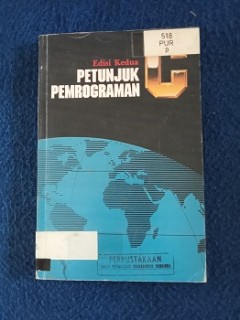 518
PUR
P
Edisi Kedua
PETUNJUK
PEMROGRAMAN
C
PERPUSTAKAAN